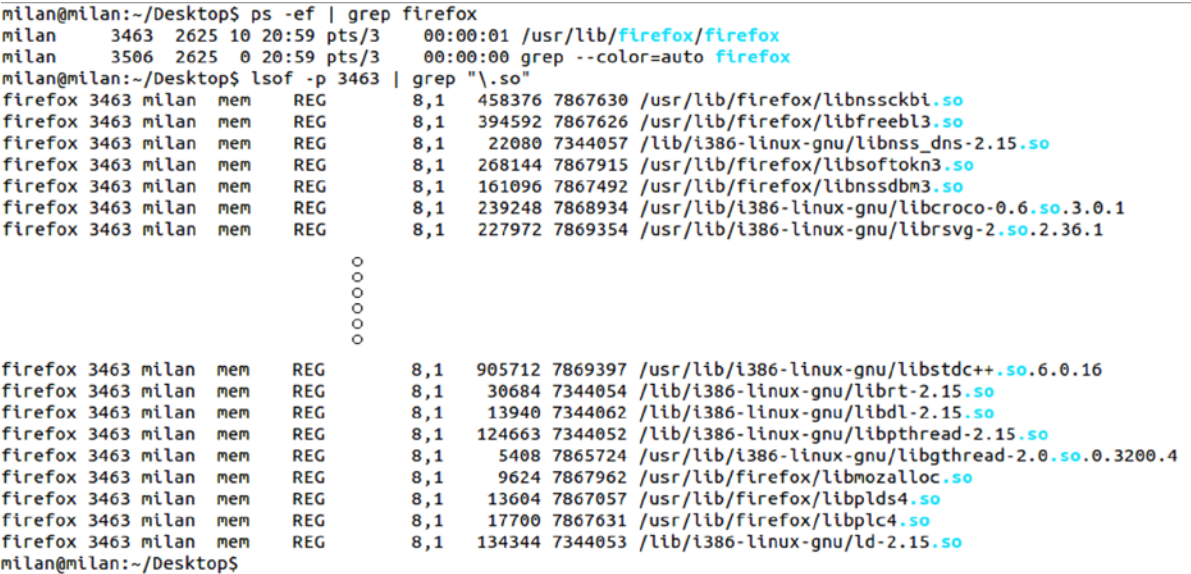 milan@milan:~/Desktop$ ps -ef | grep firefox
milan     3463  2625 10 20:59 pts/3    00:00:01 /usr/lib/firefox/firefox
milan     3506  2625  0 20:59 pts/3    00:00:00 grep --color=auto firefox
milan@milan:~/Desktop$ lsof -p 3463 | grep "\.so"
firefox 3463 milan  mem    REG        8,1   458376 7867630 /usr/lib/firefox/libnssckbi.so
firefox 3463 milan  mem    REG        8,1   394592 7867626 /usr/lib/firefox/libfreebl3.so
firefox 3463 milan  mem    REG        8,1    22080 7344057 /lib/i386-linux-gnu/libnss_dns-2.15.so
firefox 3463 milan  mem    REG        8,1   268144 7867915 /usr/lib/firefox/libsoftokn3.so
firefox 3463 milan  mem    REG        8,1   161096 7867492 /usr/lib/firefox/libnssdbm3.so
firefox 3463 milan  mem    REG        8,1   239248 7868934 /usr/lib/i386-linux-gnu/libcroco-0.6.so.3.0.1
firefox 3463 milan  mem    REG        8,1   227972 7869354 /usr/lib/i386-linux-gnu/librsvg-2.so.2.36.1
firefox 3463 milan  mem    REG        8,1   905712 7869397 /usr/lib/i386-linux-gnu/libstdc++.so.6.0.16
firefox 3463 milan  mem    REG        8,1    30684 7344054 /lib/i386-linux-gnu/librt-2.15.so
firefox 3463 milan  mem    REG        8,1    13940 7344062 /lib/i386-linux-gnu/libdl-2.15.so
firefox 3463 milan  mem    REG        8,1   124663 7344052 /lib/i386-linux-gnu/libpthread-2.15.so
firefox 3463 milan  mem    REG        8,1     5408 7865724 /usr/lib/i386-linux-gnu/libgthread-2.0.so.0.3200.4
firefox 3463 milan  mem    REG        8,1     9624 7867962 /usr/lib/firefox/libmozalloc.so
firefox 3463 milan  mem    REG        8,1    13604 7867057 /usr/lib/firefox/libplds4.so
firefox 3463 milan  mem    REG        8,1    17700 7867631 /usr/lib/firefox/libplc4.so
firefox 3463 milan  mem    REG        8,1   134344 7344053 /lib/i386-linux-gnu/ld-2.15.so
milan@milan:~/Desktop$